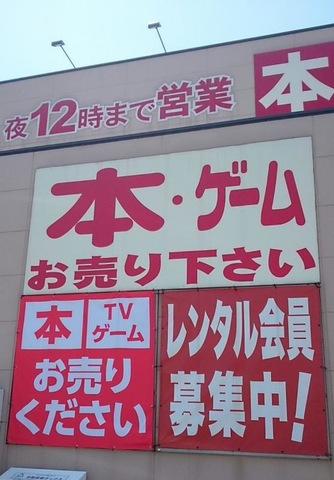 夜12時まで営業 本
本・ゲーム
お売り下さい
本 TVゲーム
お売り
ください
レンタル会員
募集中!